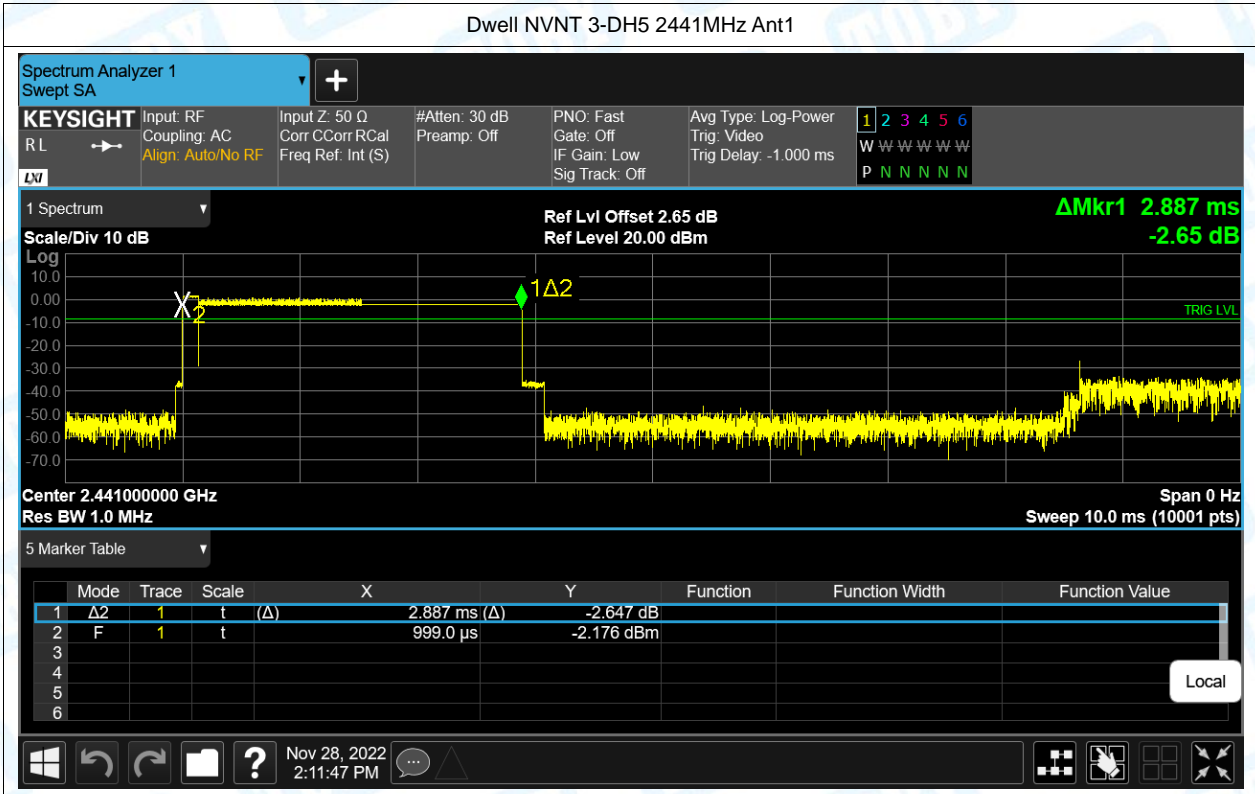 Dwell NVNT 3-DH5 2441MHz Ant1
Spectrum Analyzer 1
Swept SA
KEYSIGHT
R L
LXI
Input: RF
Coupling: AC
Align: Auto/No RF
Input Z: 50 Ω
Corr CCorr RCal
Freq Ref: Int (S)
#Atten: 30 dB
Preamp: Off
PNO: Fast
Gate: Off
IF Gain: Low
Sig Track: Off
Avg Type: Log-Power
Trig: Video
Trig Delay: -1.000 ms
1 2 3 4 5 6
W W W W W W
P N N N N N
1 Spectrum
Scale/Div 10 dB
Ref Lvl Offset 2.65 dB
Ref Level 20.00 dBm
ΔMkr1 2.887 ms
-2.65 dB
Log
10.0
0.00
-10.0
-20.0
-30.0
-40.0
-50.0
-60.0
-70.0
X
2
1Δ2
TRIG LVL
Center 2.441000000 GHz
Res BW 1.0 MHz
Span 0 Hz
Sweep 10.0 ms (10001 pts)
5 Marker Table
Mode Trace Scale X Y Function Function Width Function Value
1 Δ2 1 t (Δ) 2.887 ms (Δ) -2.647 dB
2 F 1 t 999.0 µs -2.176 dBm
3
4
5
6
Local
?
Nov 28, 2022
2:11:47 PM